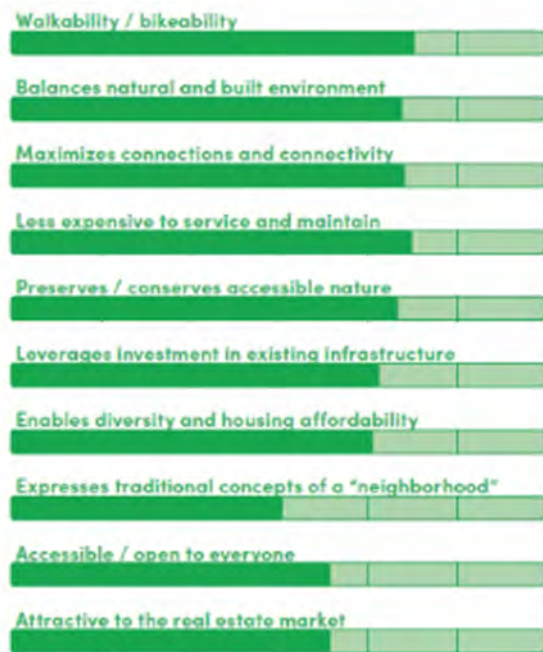 Walkability / bikeability
Balances natural and built environment
Maximizes connections and connectivity
Less expensive to service and maintain
Preserves / conserves accessible nature
Leverages investment in existing infrastructure
Enables diversity and housing affordability
Expresses traditional concepts of a “neighborhood”
Accessible / open to everyone
Attractive to the real estate market